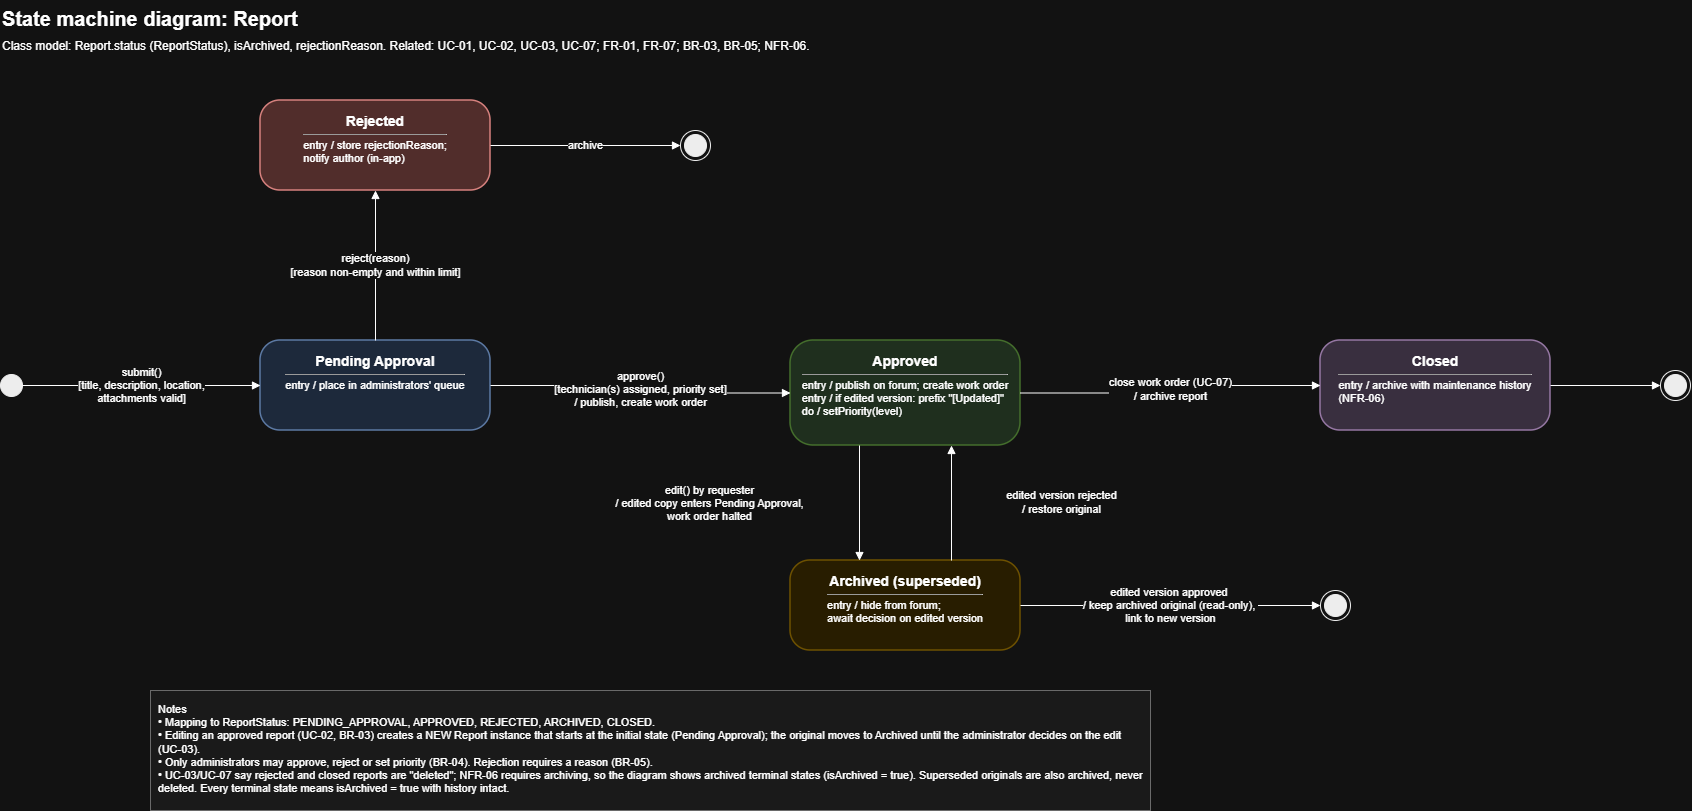 State machine diagram: Report
Class model: Report.status (ReportStatus), isArchived, rejectionReason. Related: UC-01, UC-02, UC-03, UC-07; FR-01, FR-07; BR-03, BR-05; NFR-06.
Rejected
entry / store rejectionReason;
notify author (in-app)
archive
reject(reason)
[reason non-empty and within limit]
submit()
[title, description, location,
attachments valid]
Pending Approval
entry / place in administrators' queue
approve()
[technician(s) assigned, priority set]
/ publish, create work order
Approved
entry / publish on forum; create work order
entry / if edited version: prefix "[Updated]"
do / setPriority(level)
close work order (UC-07)
/ archive report
Closed
entry / archive with maintenance history
(NFR-06)
edit() by requester
/ edited copy enters Pending Approval,
work order halted
edited version rejected
/ restore original
Archived (superseded)
entry / hide from forum;
await decision on edited version
edited version approved
/ keep archived original (read-only),
link to new version
Notes
• Mapping to ReportStatus: PENDING_APPROVAL, APPROVED, REJECTED, ARCHIVED, CLOSED.
• Editing an approved report (UC-02, BR-03) creates a NEW Report instance that starts at the initial state (Pending Approval); the original moves to Archived until the administrator decides on the edit
(UC-03).
• Only administrators may approve, reject or set priority (BR-04). Rejection requires a reason (BR-05).
• UC-03/UC-07 say rejected and closed reports are "deleted"; NFR-06 requires archiving, so the diagram shows archived terminal states (isArchived = true). Superseded originals are also archived, never
deleted. Every terminal state means isArchived = true with history intact.